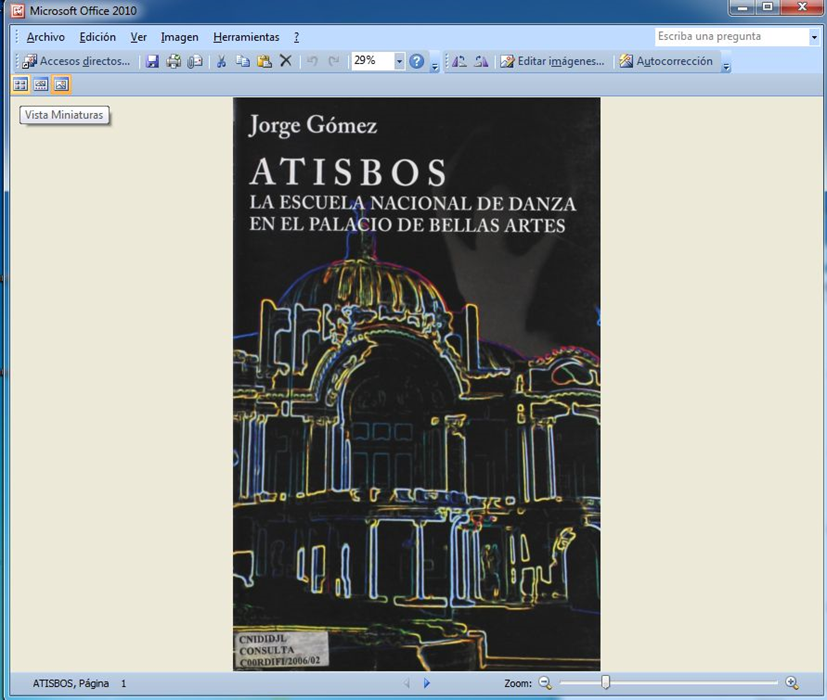 Microsoft Office 2010
Archivo Edición Ver Imagen Herramientas ?
Escriba una pregunta
Accesos directos... 29% Editar imágenes... Autocorrección
Vista Miniaturas
Jorge Gómez
ATISBOS
LA ESCUELA NACIONAL DE DANZA
EN EL PALACIO DE BELLAS ARTES
CNIDIDJL
CONSULTA
C00RDIFI/2006/02
ATISBOS, Página 1 Zoom: